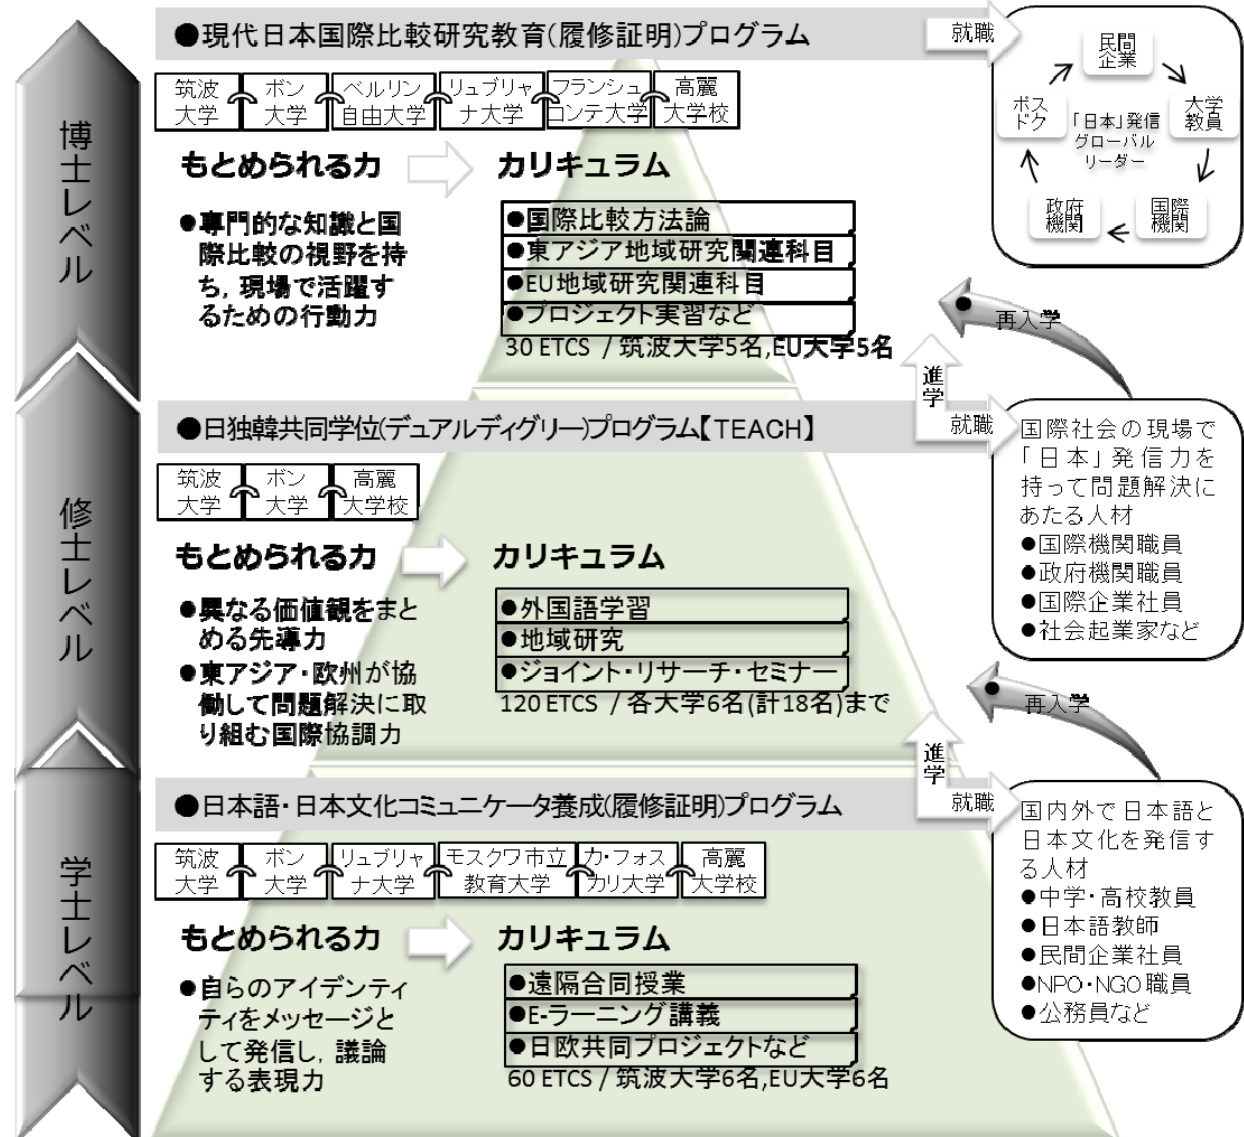 博士レベル
●現代日本国際比較研究教育(履修証明)プログラム
就職
筑波
大学
ボン
大学
ベルリン
自由大学
リュブリャ
ナ大学
フランシュ
コンテ大学
高麗
大学校
もとめられる力
カリキュラム
●専門的な知識と国
際比較の視野を持
ち, 現場で活躍す
るための行動力
●国際比較方法論
●東アジア地域研究関連科目
●EU地域研究関連科目
●プロジェクト実習など
30 ETCS / 筑波大学5名,EU大学5名
民間
企業
大学
教員
国際
機関
政府
機関
ポス
ドク
「日本」発信
グローバル
リーダー
再入学
進学
修士レベル
●日独韓共同学位(デュアルディグリー)プログラム【TEACH】
就職
筑波
大学
ボン
大学
高麗
大学校
もとめられる力
カリキュラム
●異なる価値観をまと
める先導力
●東アジア・欧州が協
働して問題解決に取
り組む国際協調力
●外国語学習
●地域研究
●ジョイント・リサーチ・セミナー
120 ETCS / 各大学6名(計18名)まで
国際社会の現場で
「日本」発信力を
持って問題解決に
あたる人材
●国際機関職員
●政府機関職員
●国際企業社員
●社会起業家など
再入学
進学
学士レベル
●日本語・日本文化コミュニケータ養成(履修証明)プログラム
就職
筑波
大学
ボン
大学
リュブリャ
ナ大学
モスクワ市立
教育大学
カ・フォス
カリ大学
高麗
大学校
もとめられる力
カリキュラム
●自らのアイデンティ
ティをメッセージと
して発信し, 議論
する表現力
●遠隔合同授業
●E-ラーニング講義
●日欧共同プロジェクトなど
60 ETCS / 筑波大学6名,EU大学6名
国内外で日本語と
日本文化を発信す
る人材
●中学・高校教員
●日本語教師
●民間企業社員
●NPO・NGO職員
●公務員など